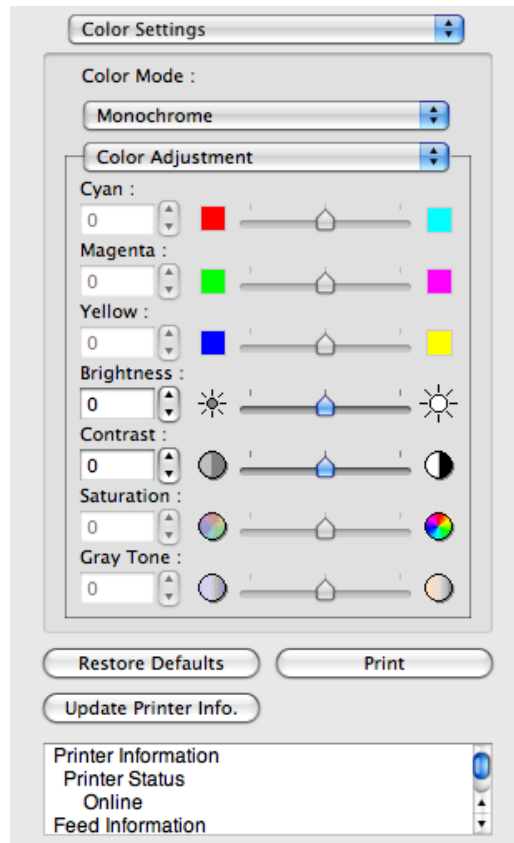 Color Settings
Color Mode :
Monochrome
Color Adjustment
Cyan :
0
Magenta :
0
Yellow :
0
Brightness :
0
Contrast :
0
Saturation :
0
Gray Tone :
0
Restore Defaults
Print
Update Printer Info.
Printer Information
Printer Status
Online
Feed Information